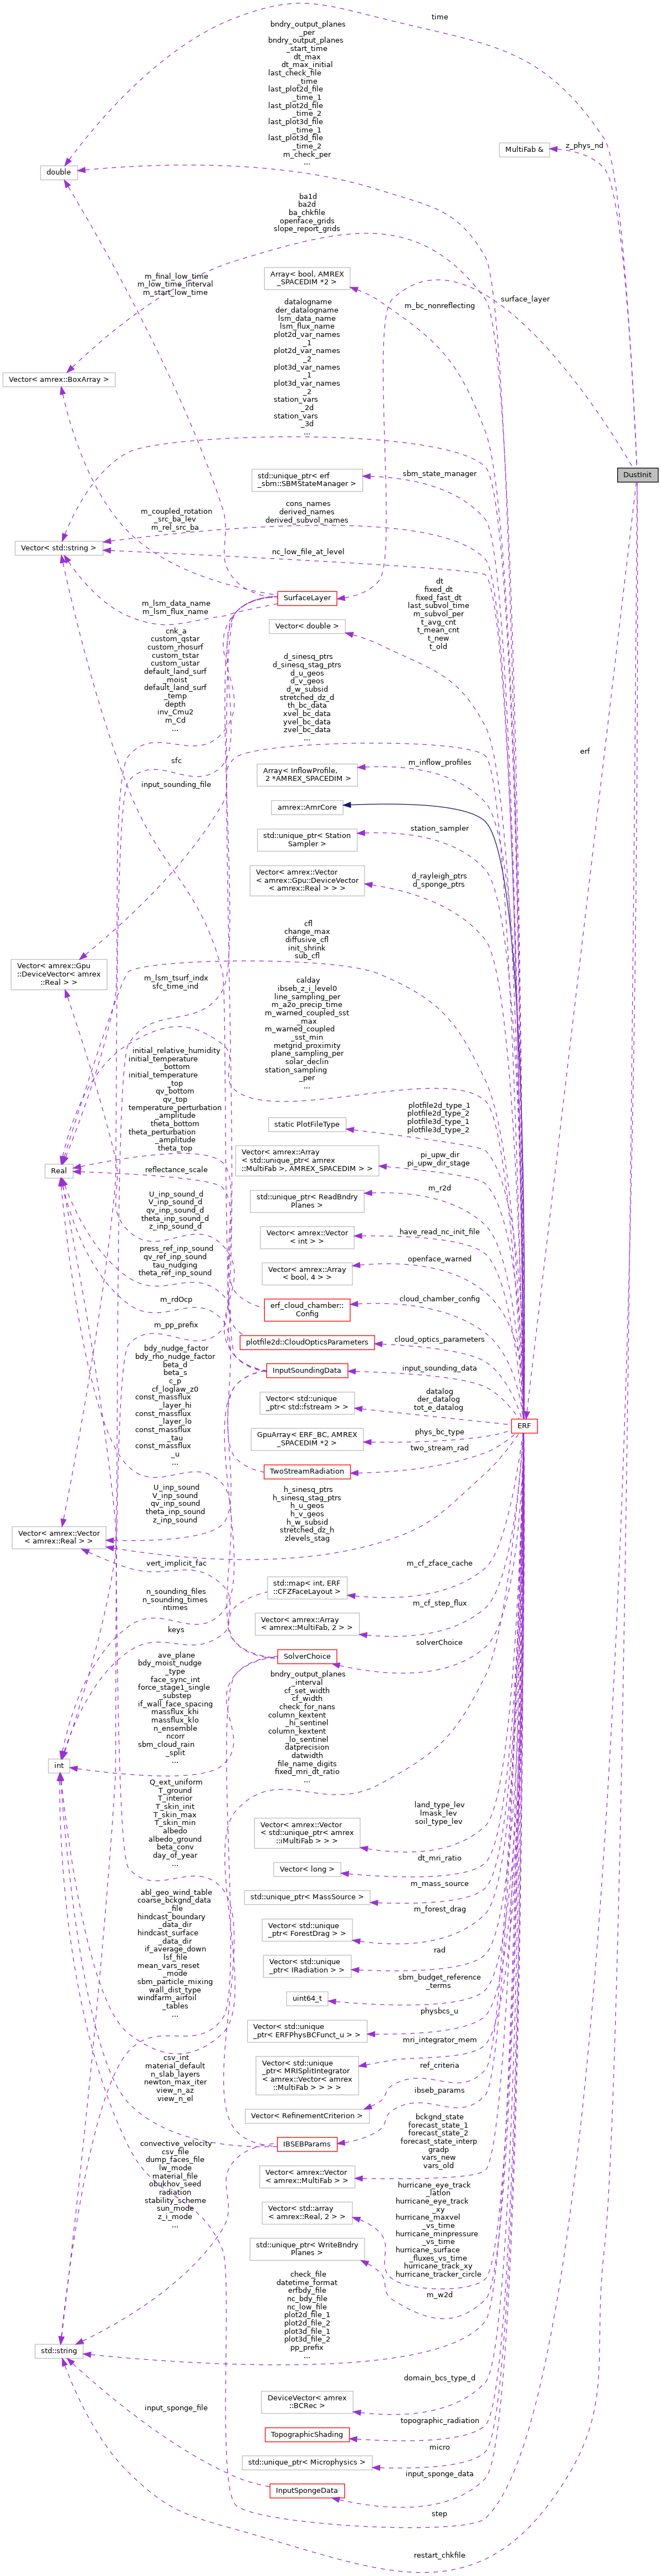 time
bndry_output_planes
_per
bndry_output_planes
_start_time
dt_max
dt_max_initial
last_check_file
_time
last_plot2d_file
_time_1
last_plot2d_file
_time_2
last_plot3d_file
_time_1
last_plot3d_file
_time_2
m_check_per
...
z_phys_nd
MultiFab &
double
ba1d
ba2d
ba_chkfile
openface_grids
slope_report_grids
m_final_low_time
m_low_time_interval
m_start_low_time
Array< bool, AMREX
_SPACEDIM *2 >
surface_layer
m_bc_nonreflecting
datalogname
der_datalogname
lsm_data_name
lsm_flux_name
plot2d_var_names
_1
plot2d_var_names
_2
plot3d_var_names
_1
plot3d_var_names
_2
station_vars
_2d
station_vars
_3d
...
Vector< amrex::BoxArray >
DustInit
std::unique_ptr< erf
_sbm::SBMStateManager >
sbm_state_manager
m_coupled_rotation
_src_ba_lev
m_rel_src_ba
cons_names
derived_names
derived_subvol_names
Vector< std::string >
nc_low_file_at_level
dt
fixed_dt
fixed_fast_dt
last_subvol_time
m_subvol_per
t_avg_cnt
t_mean_cnt
t_new
t_old
SurfaceLayer
m_lsm_data_name
m_lsm_flux_name
Vector< double >
cnk_a
custom_qstar
custom_rhosurf
custom_tstar
custom_ustar
default_land_surf
_moist
default_land_surf
_temp
depth
inv_Cmu2
m_Cd
...
d_sinesq_ptrs
d_sinesq_stag_ptrs
d_u_geos
d_v_geos
d_w_subsid
stretched_dz_d
th_bc_data
xvel_bc_data
yvel_bc_data
zvel_bc_data
...
erf
sfc
input_sounding_file
Array< InflowProfile,
2 *AMREX_SPACEDIM >
m_inflow_profiles
amrex::AmrCore
std::unique_ptr< Station
Sampler >
station_sampler
Vector< amrex::Vector
< amrex::Gpu::DeviceVector
< amrex::Real > > >
d_rayleigh_ptrs
d_sponge_ptrs
cfl
change_max
diffusive_cfl
init_shrink
sub_cfl
Vector< amrex::Gpu
::DeviceVector< amrex
::Real > >
m_lsm_tsurf_indx
sfc_time_ind
calday
ibseb_z_i_level0
line_sampling_per
m_a2o_precip_time
m_warned_coupled_sst
_max
m_warned_coupled
_sst_min
metgrid_proximity
plane_sampling_per
solar_declin
station_sampling
_per
...
initial_relative_humidity
initial_temperature
_bottom
initial_temperature
_top
qv_bottom
qv_top
temperature_perturbation
_amplitude
theta_bottom
theta_perturbation
_amplitude
theta_top
plotfile2d_type_1
plotfile2d_type_2
plotfile3d_type_1
plotfile3d_type_2
static PlotFileType
Vector< amrex::Array
< std::unique_ptr< amrex
::MultiFab >, AMREX_SPACEDIM > >
pi_upw_dir
pi_upw_dir_stage
Real
reflectance_scale
std::unique_ptr< ReadBndry
Planes >
m_r2d
U_inp_sound_d
V_inp_sound_d
qv_inp_sound_d
theta_inp_sound_d
z_inp_sound_d
Vector< amrex::Vector
< int > >
have_read_nc_init_file
press_ref_inp_sound
qv_ref_inp_sound
tau_nudging
theta_ref_inp_sound
Vector< amrex::Array
< bool, 4 > >
openface_warned
m_rdOcp
erf_cloud_chamber::
Config
cloud_chamber_config
m_pp_prefix
plotfile2d::CloudOpticsParameters
cloud_optics_parameters
bdy_nudge_factor
bdy_rho_nudge_factor
beta_d
beta_s
c_p
cf_loglaw_z0
const_massflux
_layer_hi
const_massflux
_layer_lo
const_massflux
_tau
const_massflux
_u
...
InputSoundingData
input_sounding_data
Vector< std::unique
_ptr< std::fstream > >
datalog
der_datalog
tot_e_datalog
ERF
GpuArray< ERF_BC, AMREX
_SPACEDIM *2 >
phys_bc_type
two_stream_rad
TwoStreamRadiation
U_inp_sound
V_inp_sound
qv_inp_sound
theta_inp_sound
z_inp_sound
h_sinesq_ptrs
h_sinesq_stag_ptrs
h_u_geos
h_v_geos
h_w_subsid
stretched_dz_h
zlevels_stag
Vector< amrex::Vector
< amrex::Real > >
vert_implicit_fac
m_cf_zface_cache
std::map< int, ERF
::CFZFaceLayout >
n_sounding_files
n_sounding_times
ntimes
m_cf_step_flux
Vector< amrex::Array
< amrex::MultiFab, 2 > >
keys
solverChoice
SolverChoice
ave_plane
bdy_moist_nudge
_type
face_sync_int
force_stage1_single
_substep
if_wall_face_spacing
massflux_khi
massflux_klo
n_ensemble
ncorr
sbm_cloud_rain
_split
...
bndry_output_planes
_interval
cf_set_width
cf_width
check_for_nans
column_kextent
_hi_sentinel
column_kextent
_lo_sentinel
datprecision
datwidth
file_name_digits
fixed_mri_dt_ratio
...
int
Q_ext_uniform
T_ground
T_interior
T_skin_init
T_skin_max
T_skin_min
albedo
albedo_ground
beta_conv
day_of_year
...
land_type_lev
lmask_lev
soil_type_lev
Vector< amrex::Vector
< std::unique_ptr< amrex
::iMultiFab > > >
dt_mri_ratio
Vector< long >
m_mass_source
std::unique_ptr< MassSource >
abl_geo_wind_table
coarse_bckgnd_data
_file
hindcast_boundary
_data_dir
hindcast_surface
_data_dir
if_average_down
lsf_file
mean_vars_reset
_mode
sbm_particle_mixing
wall_dist_type
windfarm_airfoil
_tables
...
m_forest_drag
Vector< std::unique
_ptr< ForestDrag > >
rad
Vector< std::unique
_ptr< IRadiation > >
sbm_budget_reference
_terms
uint64_t
physbcs_u
Vector< std::unique
_ptr< ERFPhysBCFunct_u > >
mri_integrator_mem
Vector< std::unique
_ptr< MRISplitIntegrator
< amrex::Vector< amrex
::MultiFab > > > >
csv_int
material_default
n_slab_layers
newton_max_iter
view_n_az
view_n_el
ref_criteria
ibseb_params
Vector< RefinementCriterion >
IBSEBParams
convective_velocity
csv_file
dump_faces_file
lw_mode
material_file
obukhov_seed
radiation
stability_scheme
sun_mode
z_i_mode
...
bckgnd_state
forecast_state_1
forecast_state_2
forecast_state_interp
gradp
vars_new
vars_old
Vector< amrex::Vector
< amrex::MultiFab > >
hurricane_eye_track
_latlon
hurricane_eye_track
_xy
hurricane_maxvel
_vs_time
hurricane_minpressure
_vs_time
hurricane_surface
_fluxes_vs_time
hurricane_track_xy
hurricane_tracker_circle
Vector< std::array
< amrex::Real, 2 > >
std::unique_ptr< WriteBndry
Planes >
m_w2d
check_file
datetime_format
erfbdy_file
nc_bdy_file
nc_low_file
plot2d_file_1
plot2d_file_2
plot3d_file_1
plot3d_file_2
pp_prefix
...
std::string
domain_bcs_type_d
DeviceVector< amrex
::BCRec >
input_sponge_file
topographic_radiation
TopographicShading
micro
std::unique_ptr< Microphysics >
input_sponge_data
InputSpongeData
step
restart_chkfile